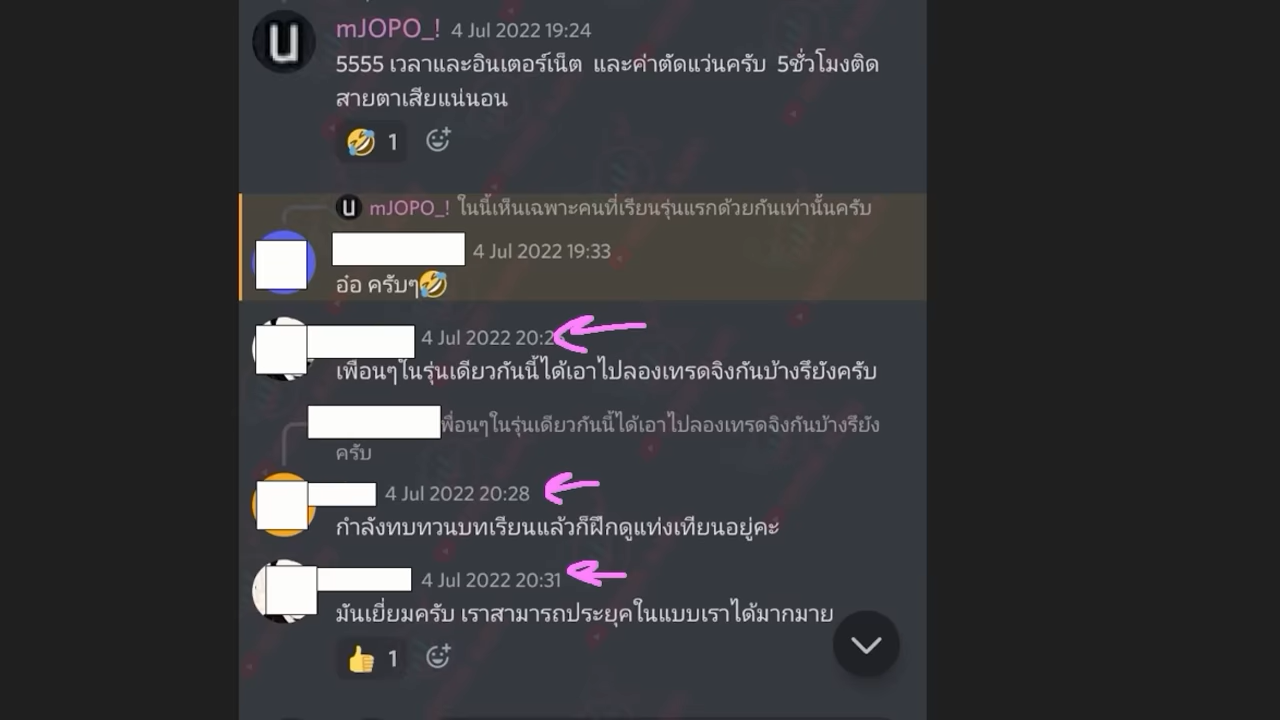 mJOPO_! 4 Jul 2022 19:24
5555 เวลาและอินเตอร์เน็ต และค่าตัดแว่นครับ 5ชั่วโมงติด
สายตาเสียแน่นอน
🤣 1
U mJOPO_! ในนี้เห็นเฉพาะคนที่เรียนรุ่นแรกด้วยกันเท่านั้นครับ
4 Jul 2022 19:33
อ๋อ ครับๆ🤣
4 Jul 2022
เพื่อนๆในรุ่นเดียวกันนี้ได้เอาไปลองเทรดจิงกันบ้างรึยังครับ
พื่อนๆในรุ่นเดียวกันนี้ได้เอาไปลองเทรดจิงกันบ้างรึยัง
ครับ
4 Jul 2022 20:28
กำลังทบทวนบทเรียนแล้วก็ฝึกดูแท่งเทียนอยู่คะ
4 Jul 2022 20:31
มันเยี่ยมครับ เราสามารถประยุคในแบบเราได้มากมาย
👍 1